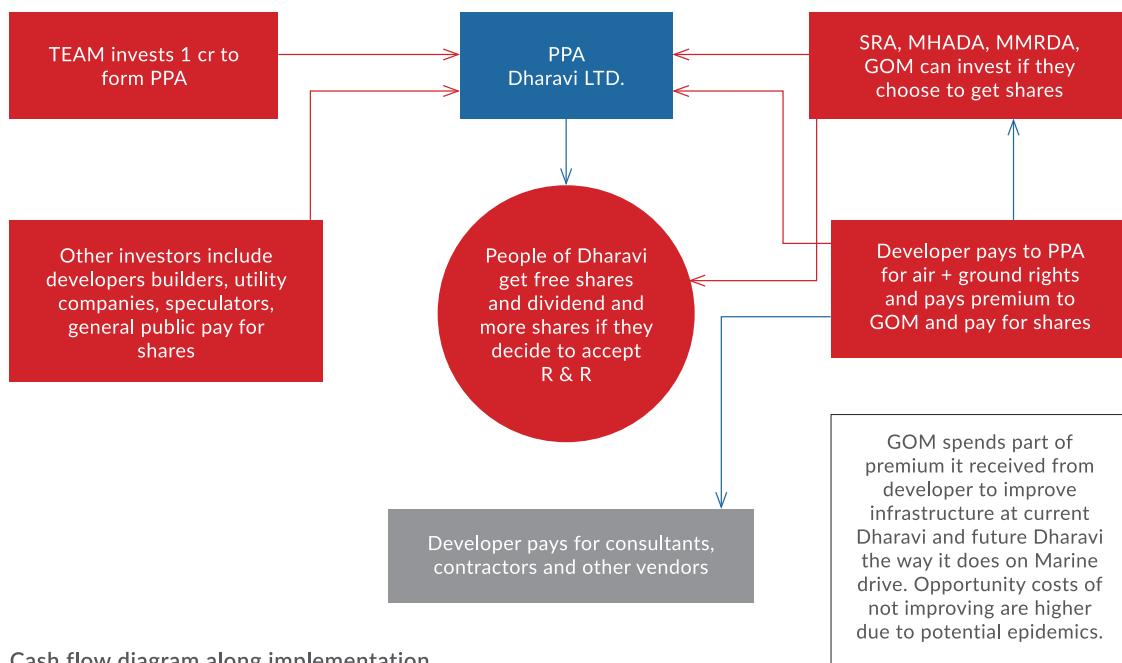 TEAM invests 1 cr to
form PPA
PPA
Dharavi LTD.
SRA, MHADA, MMRDA,
GOM can invest if they
choose to get shares
Other investors include
developers builders, utility
companies, speculators,
general public pay for
shares
People of Dharavi
get free shares
and dividend and
more shares if they
decide to accept
R & R
Developer pays to PPA
for air + ground rights
and pays premium to
GOM and pay for shares
Developer pays for consultants,
contractors and other vendors
GOM spends part of
premium it received from
developer to improve
infrastructure at current
Dharavi and future Dharavi
the way it does on Marine
drive. Opportunity costs of
not improving are higher
due to potential epidemics.
Cash flow diagram along implementation